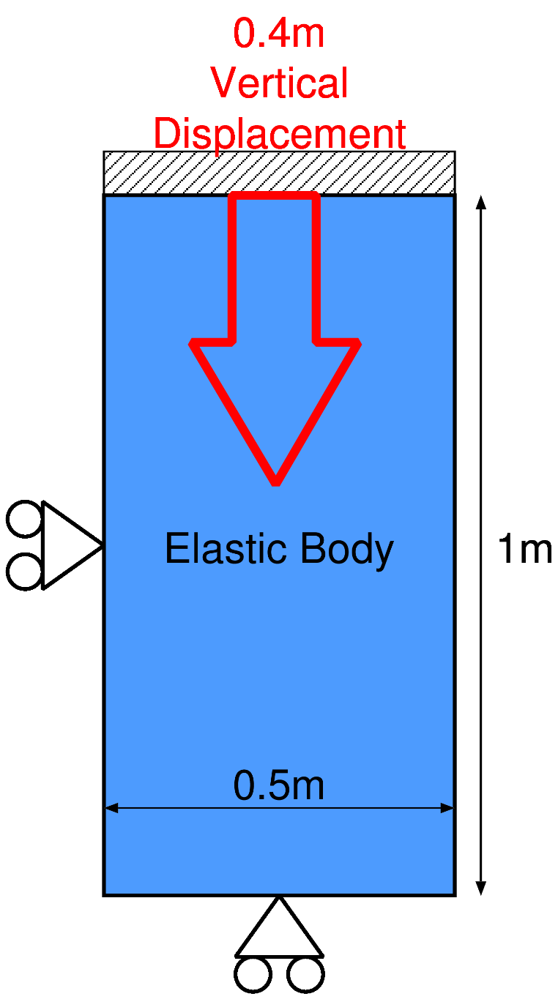 0.4m
Vertical
Displacement
Elastic Body
1m
0.5m